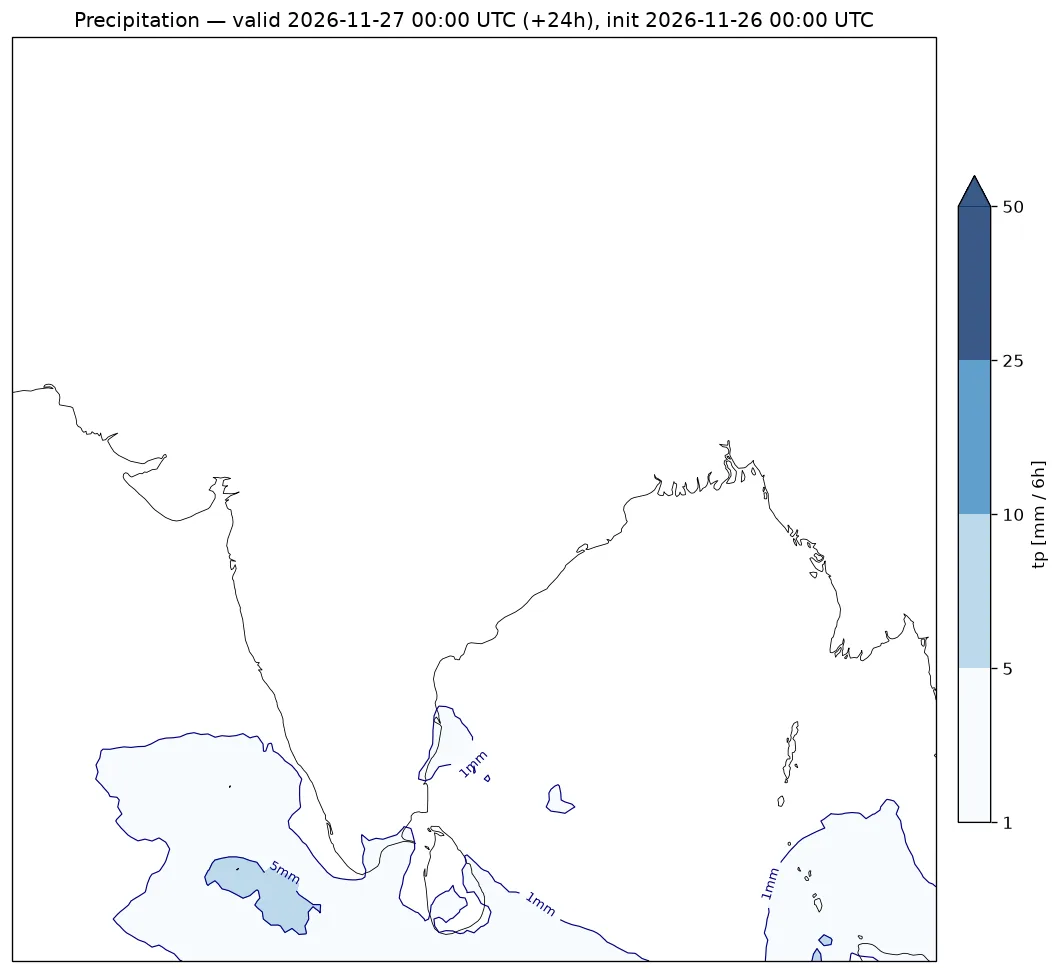 Precipitation — valid 2026-11-27 00:00 UTC (+24h), init 2026-11-26 00:00 UTC
50
25
10
5
1
tp [mm / 6h]
1mm
5mm
1mm
1mm